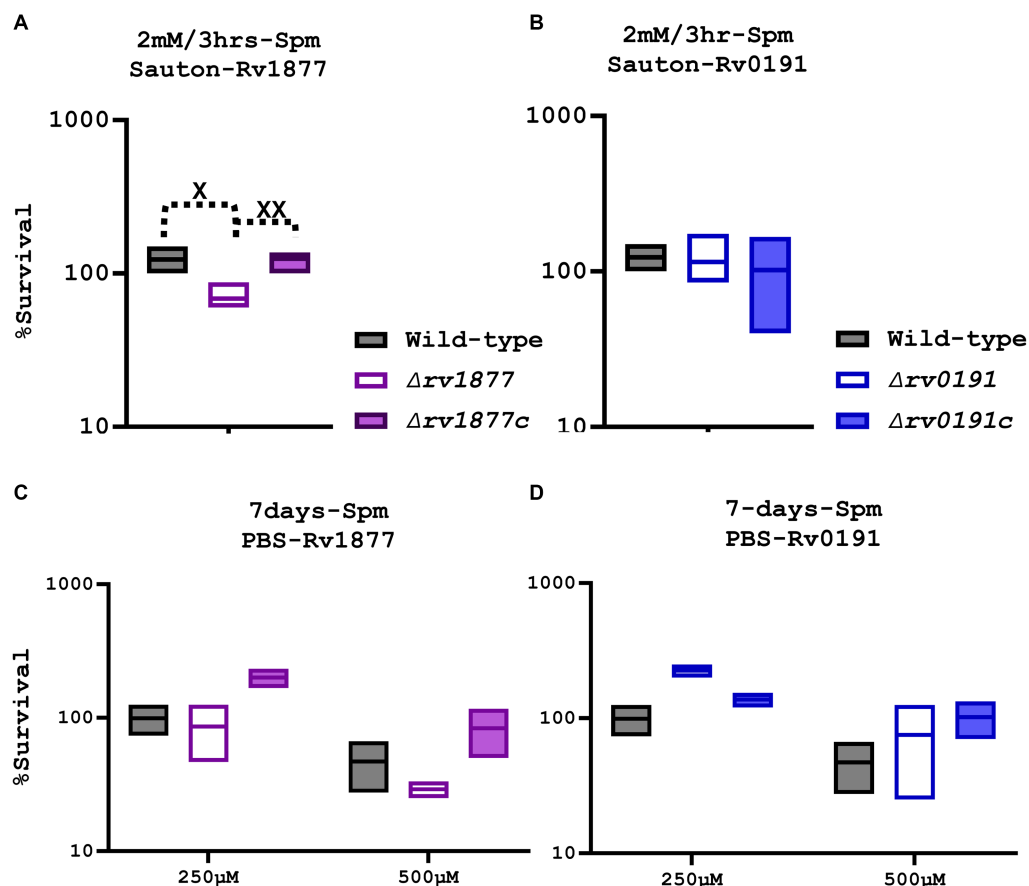 A
2mM/3hrs-Spm
Sauton-Rv1877
1000
100
10
%Survival
X
XX
Wild-type
Δrv1877
Δrv1877c
B
2mM/3hr-Spm
Sauton-Rv0191
1000
100
10
Wild-type
Δrv0191
Δrv0191c
C
7days-Spm
PBS-Rv1877
1000
100
10
%Survival
250µM
500µM
D
7-days-Spm
PBS-Rv0191
1000
100
10
250µM
500µM